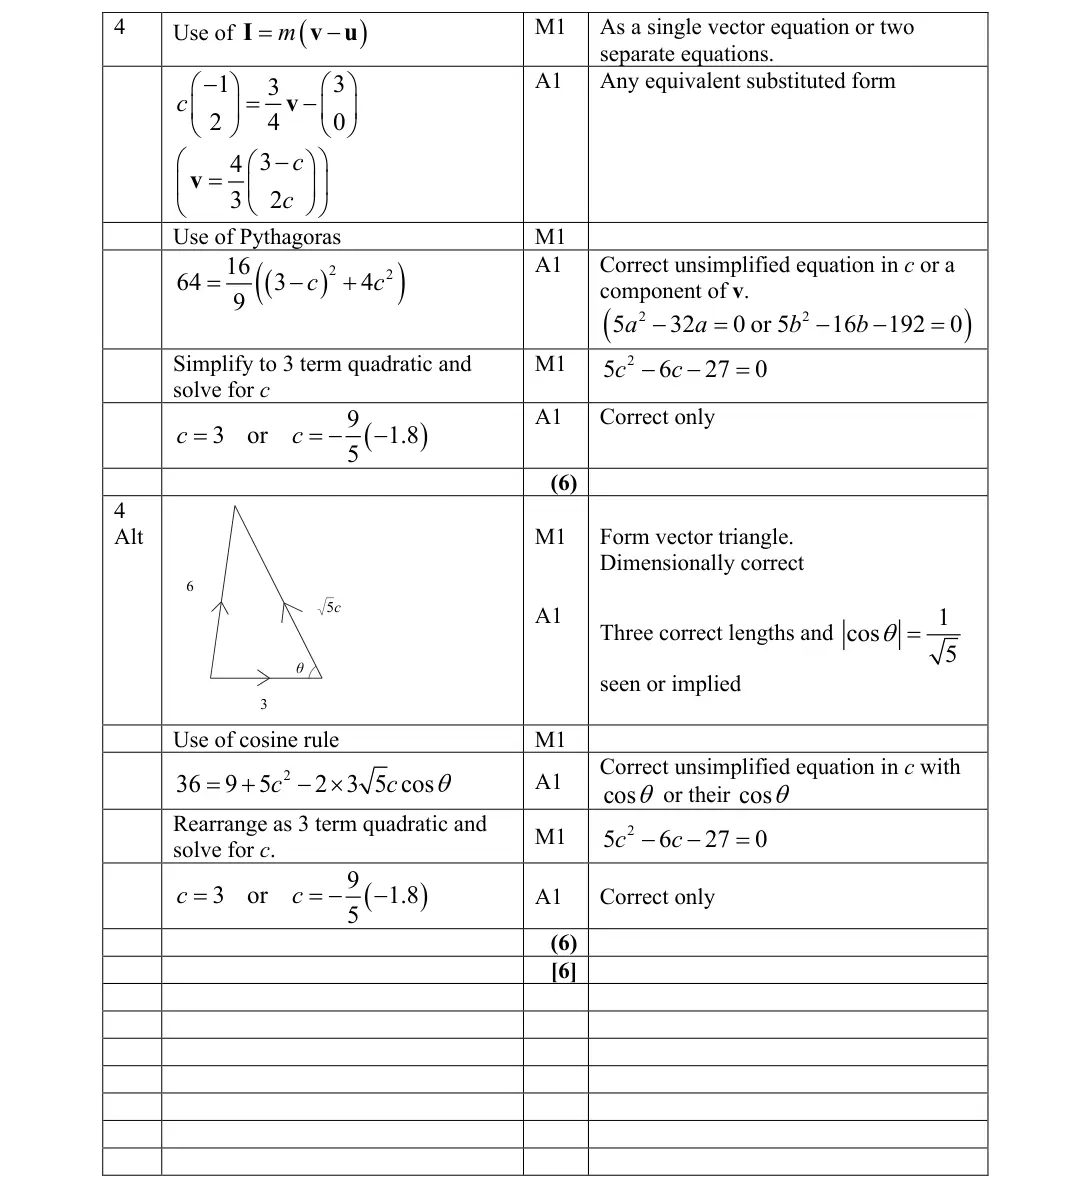 4 Use of I = m(v − u) M1 As a single vector equation or two
separate equations.
c(−1 2) = 3/4 v − (3 0) A1 Any equivalent substituted form
(v = 4/3 (3 − c 2c))
Use of Pythagoras M1
64 = 16/9 ((3 − c)² + 4c²) A1 Correct unsimplified equation in c or a
component of v.
(5a² − 32a = 0 or 5b² − 16b − 192 = 0)
Simplify to 3 term quadratic and M1 5c² − 6c − 27 = 0
solve for c
c = 3 or c = −9/5 (−1.8) A1 Correct only
(6)
4
Alt M1 Form vector triangle.
Dimensionally correct
6
√5c
A1 Three correct lengths and |cos θ| = 1/√5
θ
seen or implied
3
Use of cosine rule M1
36 = 9 + 5c² − 2 × 3√5c cos θ A1 Correct unsimplified equation in c with
cos θ or their cos θ
Rearrange as 3 term quadratic and M1 5c² − 6c − 27 = 0
solve for c.
c = 3 or c = −9/5 (−1.8) A1 Correct only
(6)
[6]